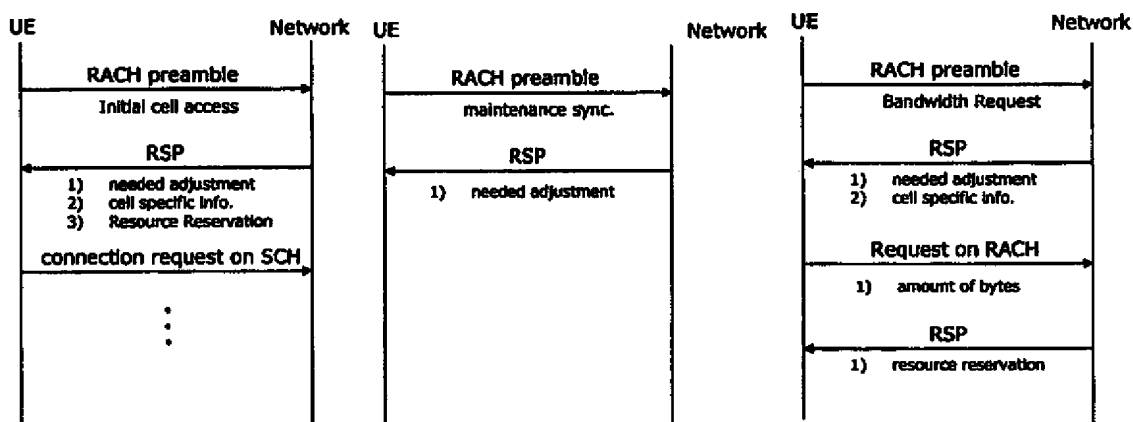 UE Network
RACH preamble
Initial cell access
RSP
1) needed adjustment
2) cell specific info.
3) Resource Reservation
connection request on SCH
UE Network
RACH preamble
maintenance sync.
RSP
1) needed adjustment
UE Network
RACH preamble
Bandwidth Request
RSP
1) needed adjustment
2) cell specific info.
Request on RACH
1) amount of bytes
RSP
1) resource reservation